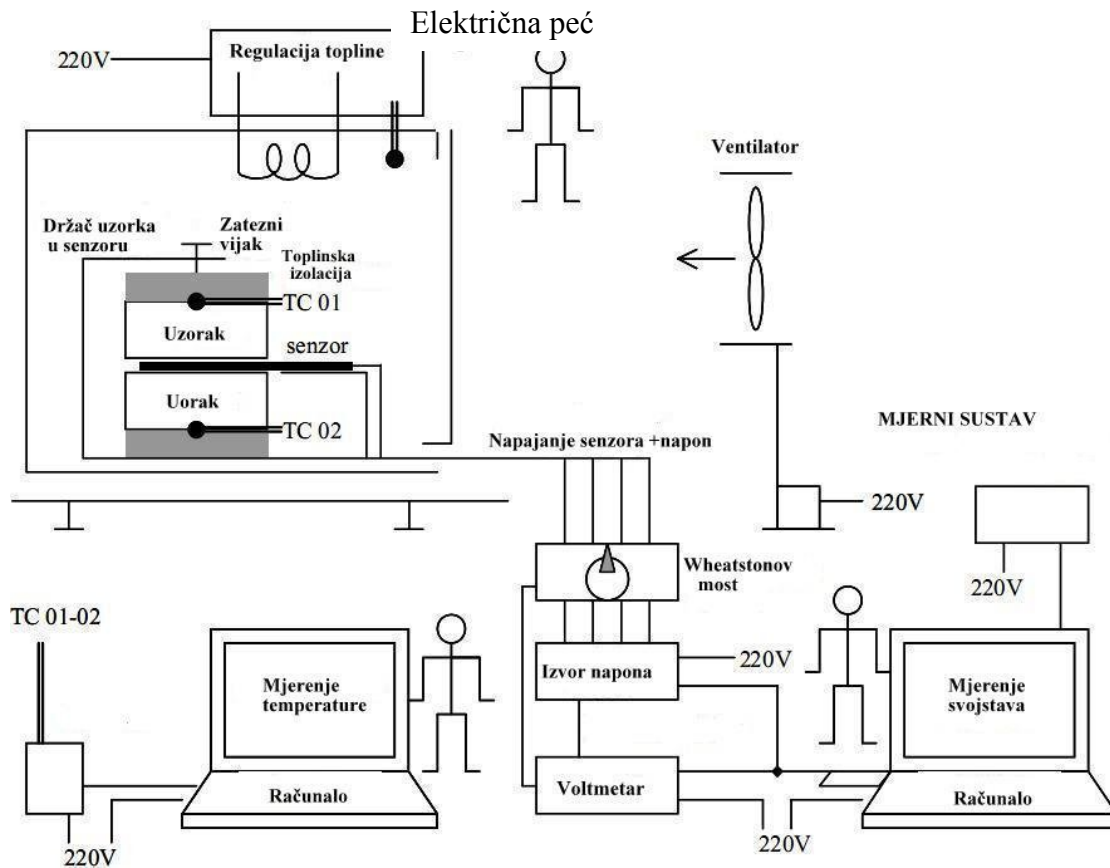 Električna peć
Regulacija topline
220V
Ventilator
Držač uzorka
u senzoru
Zatezni
vijak
Toplinska
izolacija
TC 01
Uzorak
senzor
Uorak
TC 02
Napajanje senzora +napon
MJERNI SUSTAV
220V
220V
Wheatstonov
most
TC 01-02
Mjerenje
temperature
Izvor napona
220V
Mjerenje
svojstava
Voltmetar
Računalo
Računalo
220V
220V